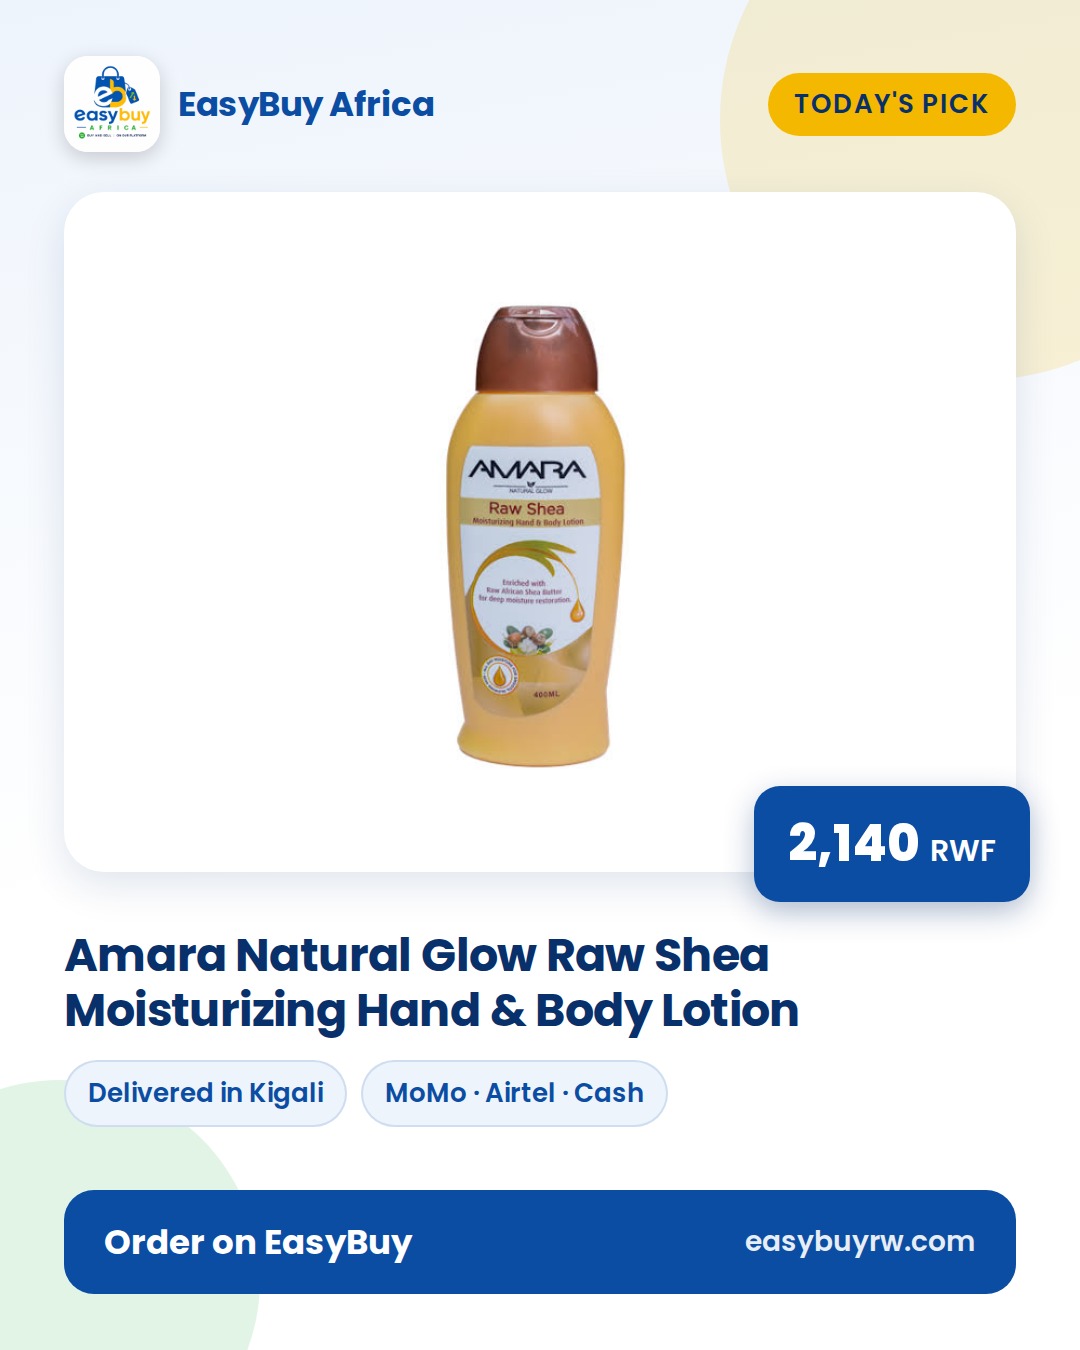 easybuy
AFRICA
EasyBuy Africa
TODAY'S PICK
AMARA
NATURAL GLOW
Raw Shea
Moisturizing Hand & Body Lotion
Enriched with
Raw African Shea Butter
for deep moisture restoration.
400ML
2,140 RWF
Amara Natural Glow Raw Shea
Moisturizing Hand & Body Lotion
Delivered in Kigali
MoMo · Airtel · Cash
Order on EasyBuy
easybuyrw.com